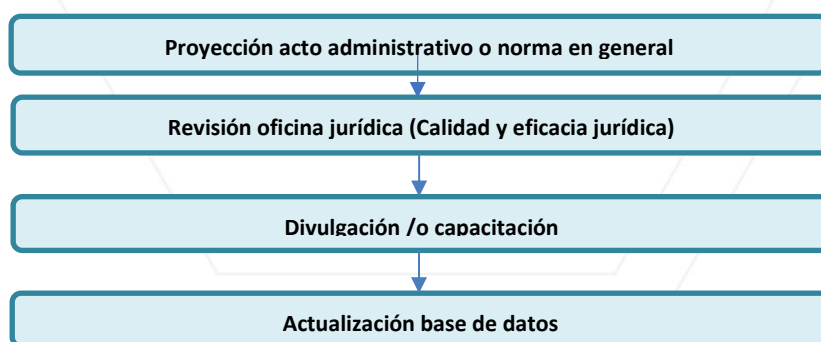 Proyección acto administrativo o norma en general
Revisión oficina jurídica (Calidad y eficacia jurídica)
Divulgación /o capacitación
Actualización base de datos